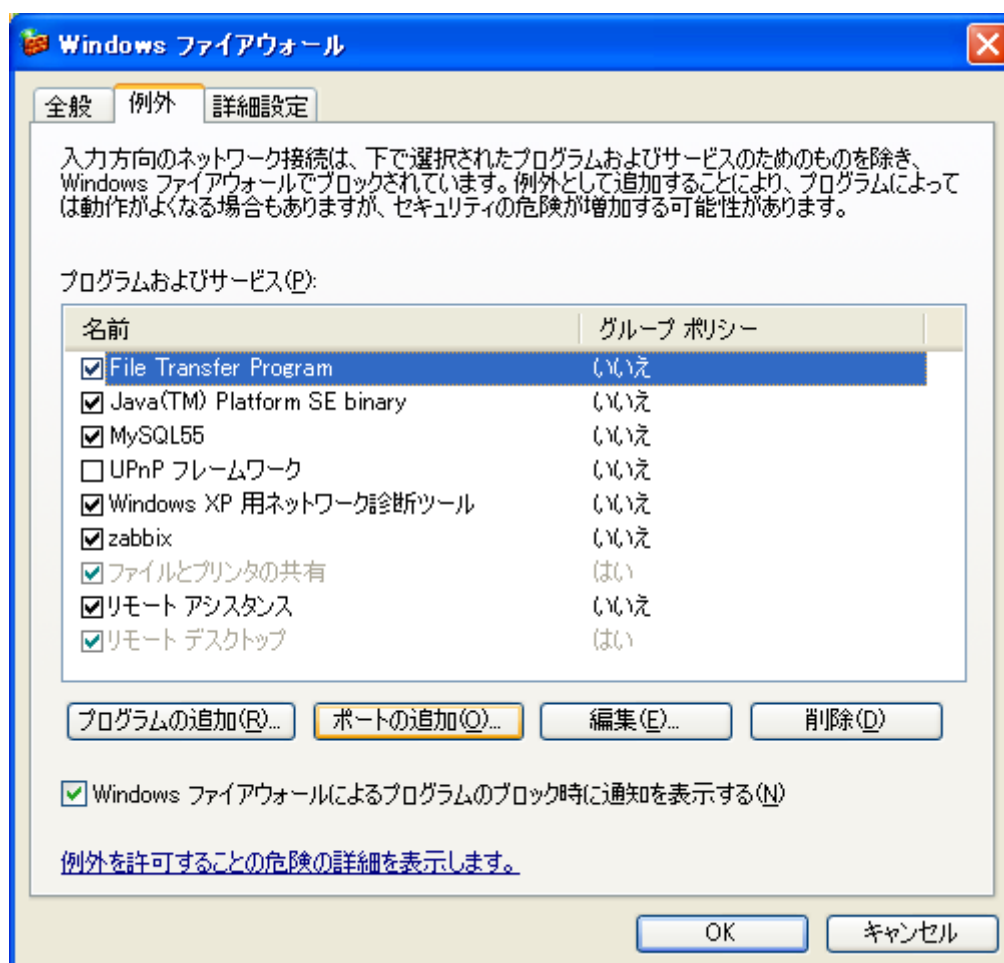 Windows ファイアウォール
全般 例外 詳細設定
入力方向のネットワーク接続は、下で選択されたプログラムおよびサービスのためのものを除き、
Windows ファイアウォールでブロックされています。例外として追加することにより、プログラムによって
は動作がよくなる場合もありますが、セキュリティの危険が増加する可能性があります。
プログラムおよびサービス(P):
名前 グループ ポリシー
File Transfer Program いいえ
Java(TM) Platform SE binary いいえ
MySQL55 いいえ
UPnP フレームワーク いいえ
Windows XP 用ネットワーク診断ツール いいえ
zabbix いいえ
ファイルとプリンタの共有 はい
リモート アシスタンス いいえ
リモート デスクトップ はい
プログラムの追加(R)... ポートの追加(O)... 編集(E)... 削除(D)
Windows ファイアウォールによるプログラムのブロック時に通知を表示する(N)
例外を許可することの危険の詳細を表示します。
OK キャンセル